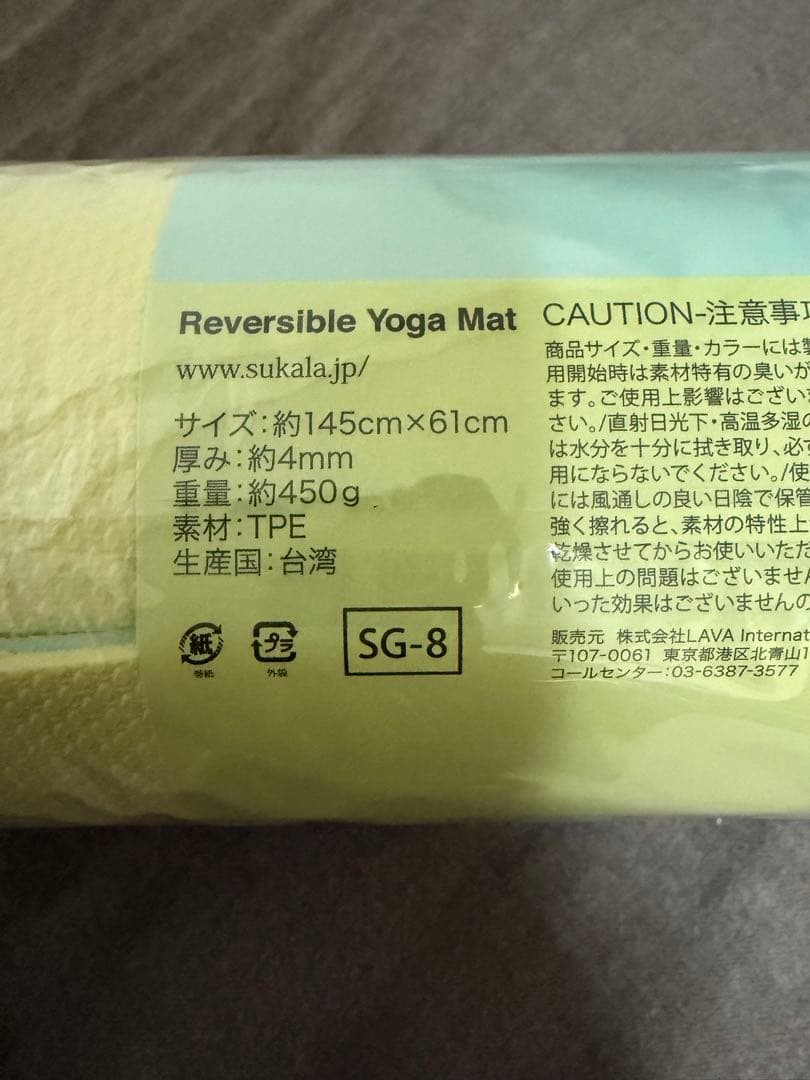 Reversible Yoga Mat
www.sukala.jp/
サイズ：約145cm×61cm
厚み：約4mm
重量：約450g
素材：TPE
生産国：台湾
紙
巻紙
プラ
外袋
SG-8
CAUTION-注意事項
商品サイズ・重量・カラーには製
用開始時は素材特有の臭いが
ます。ご使用上影響はござい
さい。/直射日光下・高温多湿の
は水分を十分に拭き取り、必ず
用にならないでください。/使
には風通しの良い日陰で保管
強く擦れると、素材の特性上
乾燥させてからお使いいただ
使用上の問題はございません
いった効果はございませんの
販売元 株式会社LAVA Internat
〒107-0061 東京都港区北青山1
コールセンター：03-6387-3577